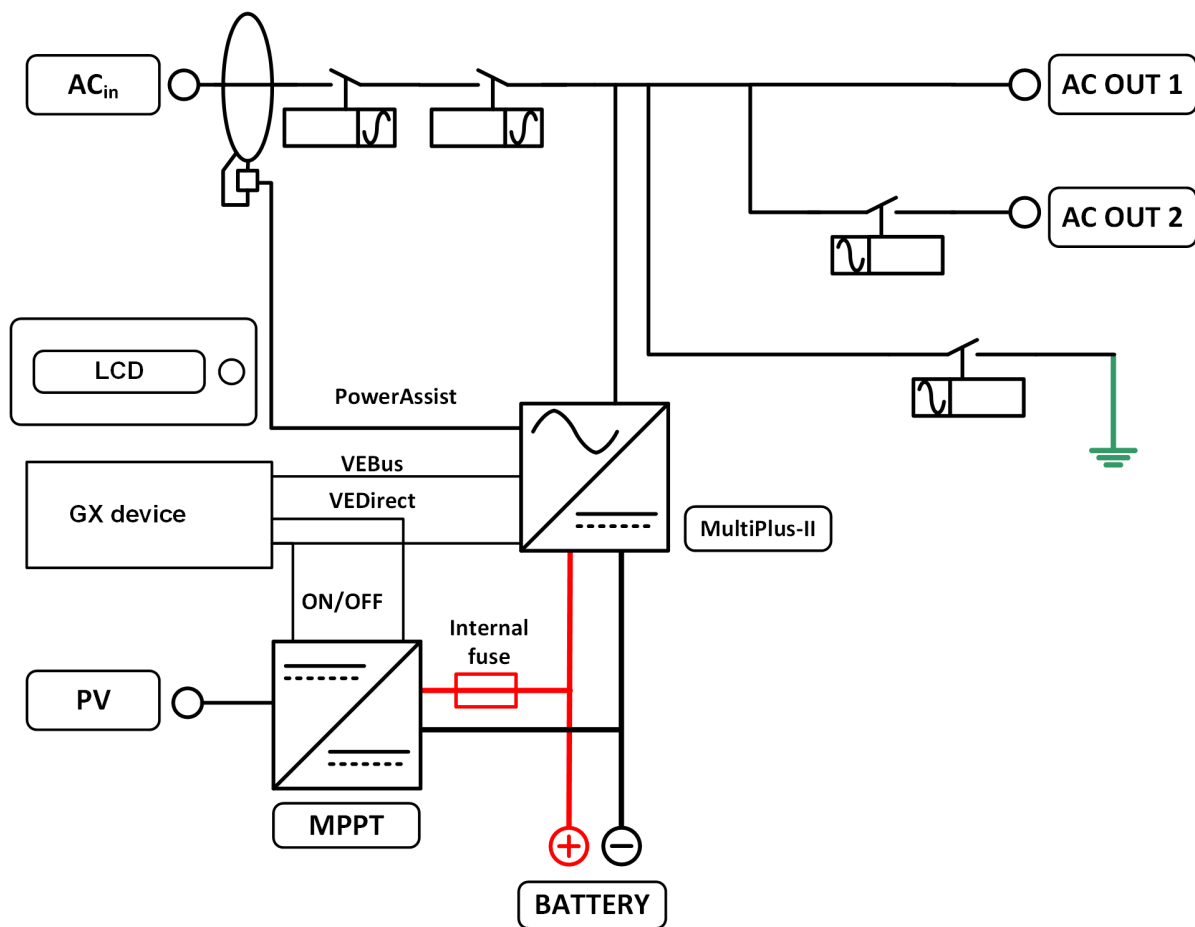 ACin
AC OUT 1
AC OUT 2
LCD
PowerAssist
VEBus
GX device
VEDirect
MultiPlus-II
ON/OFF
Internal
fuse
PV
MPPT
BATTERY